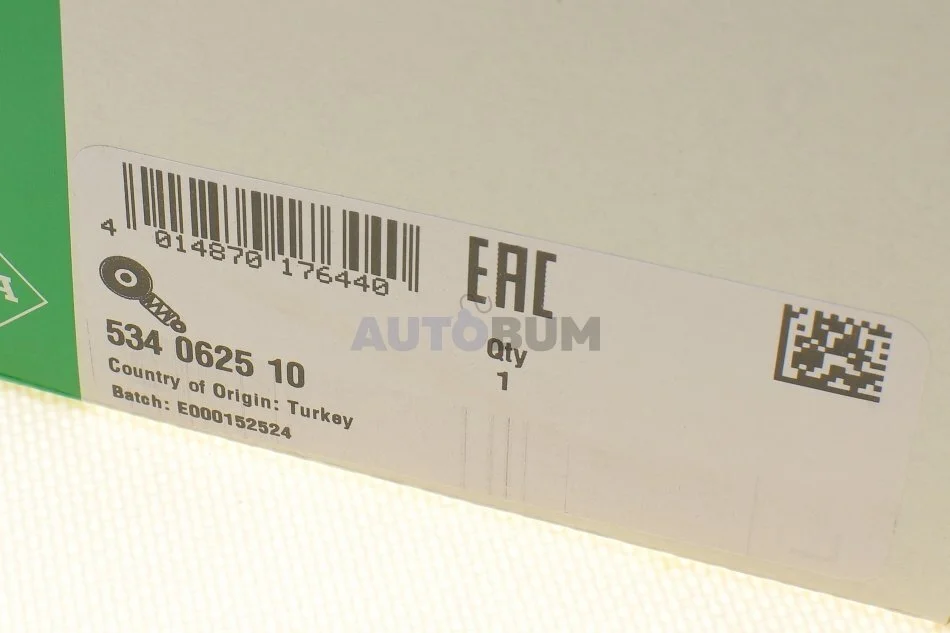 4 014870 176440
EAC
534 0625 10
Qty
1
Country of Origin: Turkey
Batch: E000152524
AUTOBUM
A